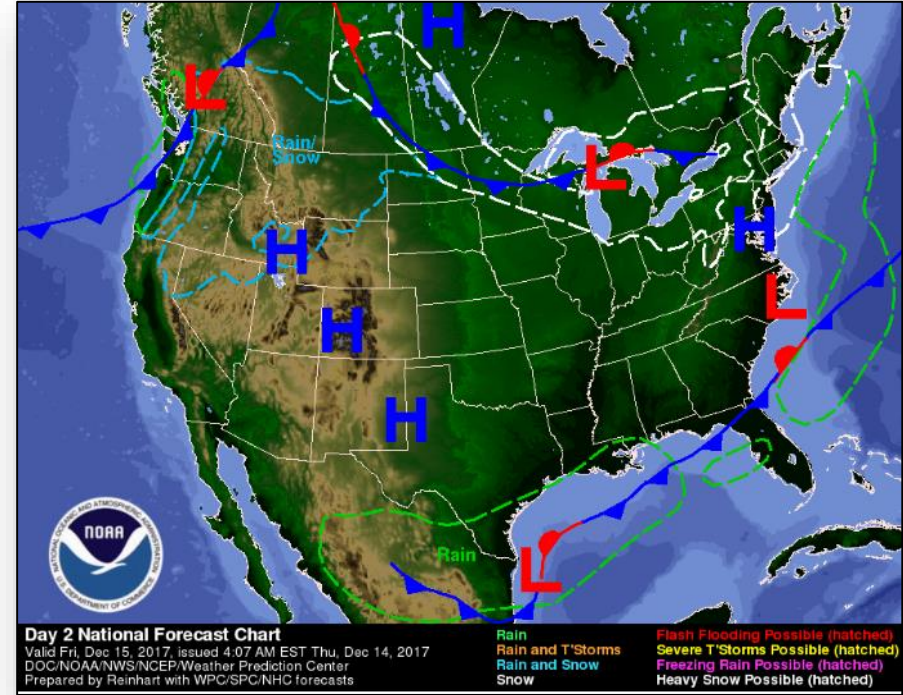 H
L
Rain/
Snow
L
H
H
L
H
H
Rain
L
NOAA
NATIONAL OCEANIC AND ATMOSPHERIC ADMINISTRATION
U.S. DEPARTMENT OF COMMERCE
Day 2 National Forecast Chart
Valid Fri, Dec 15, 2017, issued 4:07 AM EST Thu, Dec 14, 2017
DOC/NOAA/NWS/NCEP/Weather Prediction Center
Prepared by Reinhart with WPC/SPC/NHC forecasts
Rain
Rain and T'Storms
Rain and Snow
Snow
Flash Flooding Possible (hatched)
Severe T'Storms Possible (hatched)
Freezing Rain Possible (hatched)
Heavy Snow Possible (hatched)